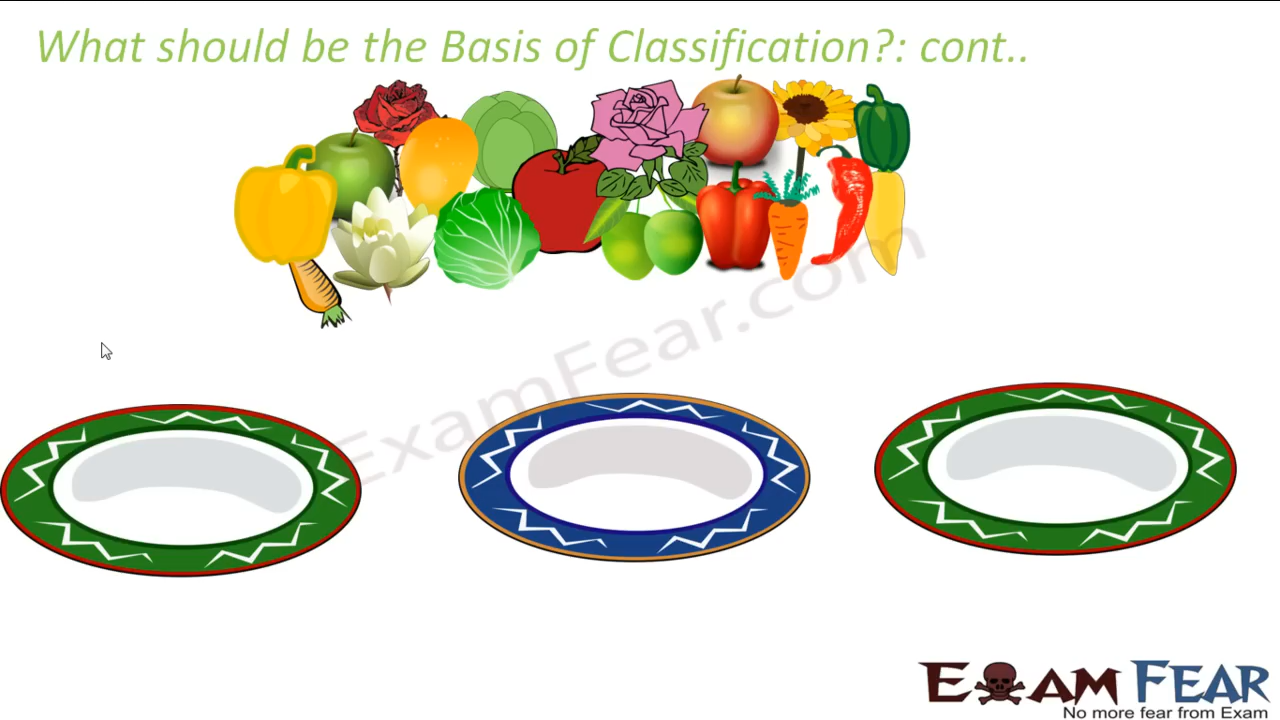 What should be the Basis of Classification?: cont..
ExamFear.com
EXAM FEAR
No more fear from Exam